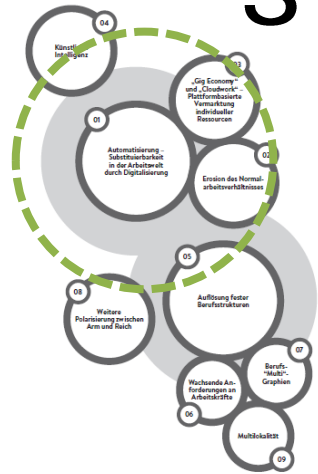 04
Intelligenz
03
„Gig Economy"
und „Cloudwork" –
Plattformbasierte
Vermarktung
individueller
Ressourcen
01
Automatisierung –
Substituierbarkeit
in der Arbeitswelt
durch Digitalisierung
02
Erosion des Normal-
arbeitsverhältnisses
05
Auflösung fester
Berufsstrukturen
08
Weitere
Polarisierung zwischen
Arm und Reich
07
Berufs-
"Multi"-
Graphien
Wachsende An-
forderungen an
Arbeitskräfte
06
Multilokalität
09